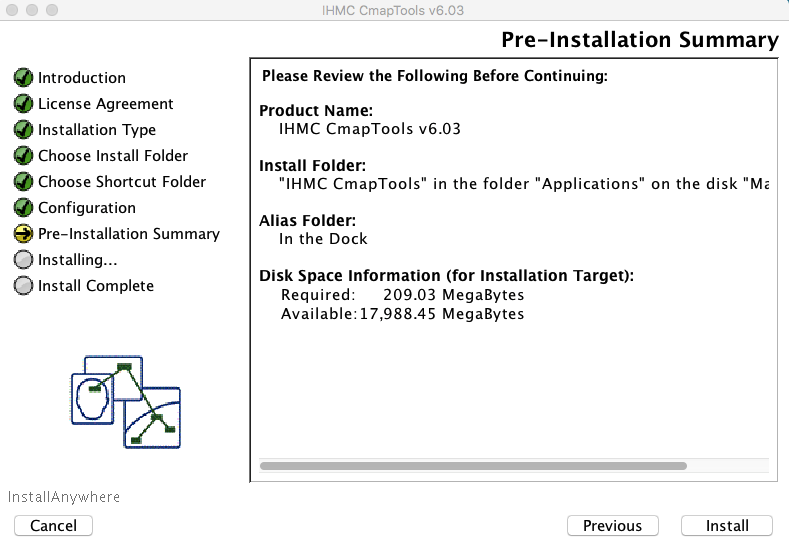 IHMC CmapTools v6.03
Pre-Installation Summary
Introduction
License Agreement
Installation Type
Choose Install Folder
Choose Shortcut Folder
Configuration
Pre-Installation Summary
Installing...
Install Complete
Please Review the Following Before Continuing:
Product Name:
IHMC CmapTools v6.03
Install Folder:
"IHMC CmapTools" in the folder "Applications" on the disk "Ma
Alias Folder:
In the Dock
Disk Space Information (for Installation Target):
Required: 209.03 MegaBytes
Available: 17,988.45 MegaBytes
InstallAnywhere
Cancel
Previous
Install